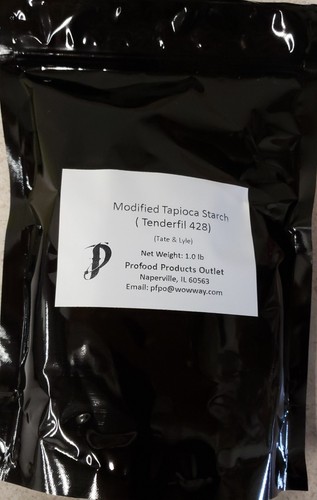 Modified Tapioca Starch
( Tenderfil 428)
(Tate & Lyle)
Net Weight: 1.0 lb
Profood Products Outlet
Naperville, IL 60563
Email: pfpo@wowway.com
P